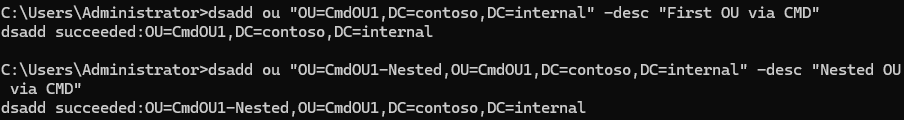 C:\Users\Administrator>dsadd ou "OU=CmdOU1,DC=contoso,DC=internal" -desc "First OU via CMD"
dsadd succeeded:OU=CmdOU1,DC=contoso,DC=internal
C:\Users\Administrator>dsadd ou "OU=CmdOU1-Nested,OU=CmdOU1,DC=contoso,DC=internal" -desc "Nested OU
 via CMD"
dsadd succeeded:OU=CmdOU1-Nested,OU=CmdOU1,DC=contoso,DC=internal